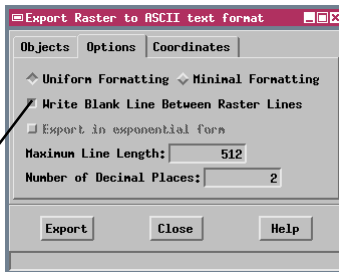 Export Raster to ASCII text format
Objects Options Coordinates
Uniform Formatting Minimal Formatting
Write Blank Line Between Raster Lines
Export in exponential form
Maximum Line Length: 512
Number of Decimal Places: 2
Export Close Help